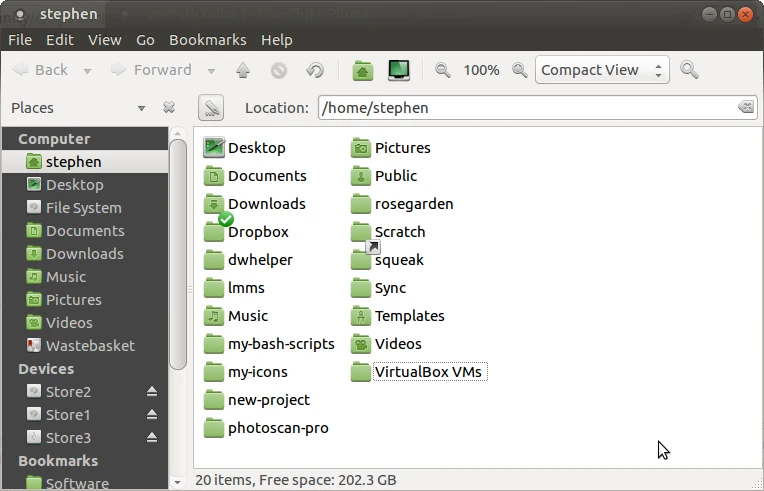 stephen
File Edit View Go Bookmarks Help
Back Forward 100% Compact View
Places Location: /home/stephen
Computer
stephen
Desktop
File System
Documents
Downloads
Music
Pictures
Videos
Wastebasket
Devices
Store2
Store1
Store3
Bookmarks
Software
Desktop
Documents
Downloads
Dropbox
dwhelper
lmms
Music
my-bash-scripts
my-icons
new-project
photoscan-pro
Pictures
Public
rosegarden
Scratch
squeak
Sync
Templates
Videos
VirtualBox VMs
20 items, Free space: 202.3 GB